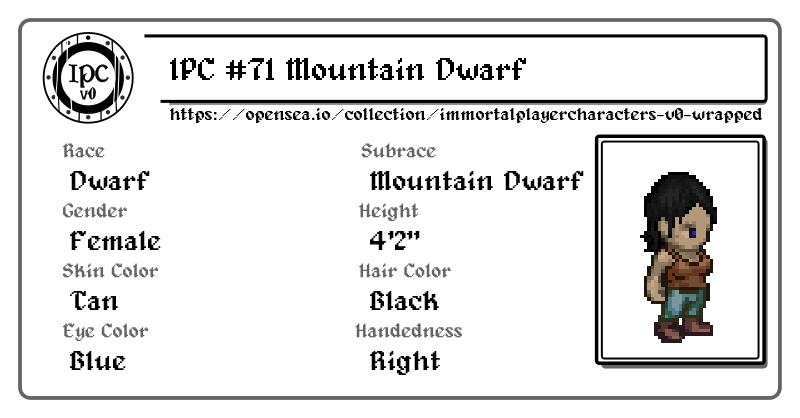 IPC
v0
IPC #71 Mountain Dwarf
https://opensea.io/collection/immortalplayercharacters-v0-wrapped
Race
Dwarf
Subrace
Mountain Dwarf
Gender
Female
Height
4'2"
Skin Color
Tan
Hair Color
Black
Eye Color
Blue
Handedness
Right